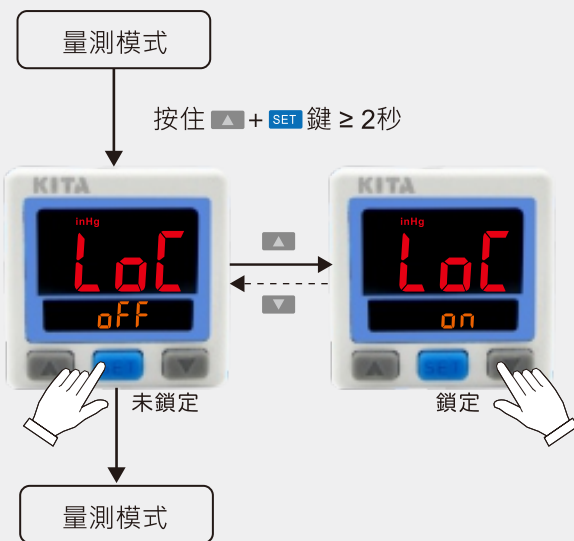 量測模式
按住 ▲ + SET 鍵 ≥ 2秒
KITA
inHg
LoC
oFF
SET
未鎖定
▲
▼
KITA
inHg
LoC
on
SET
鎖定
量測模式